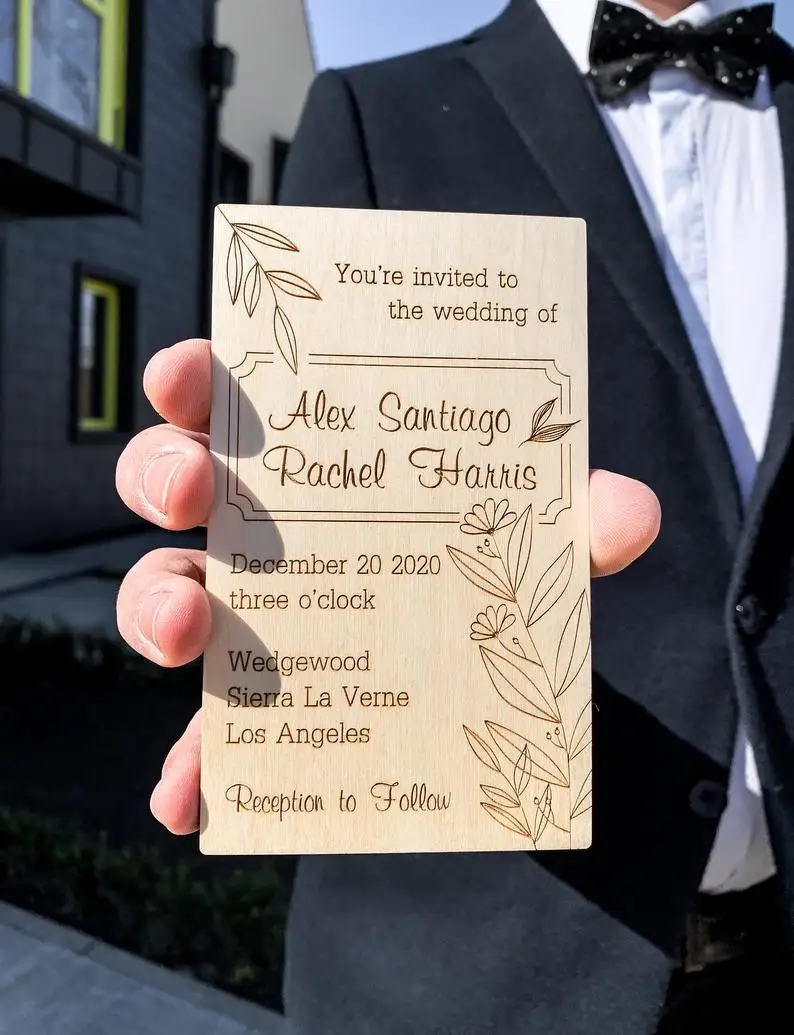 You're invited to
the wedding of
Alex Santiago
Rachel Harris
December 20 2020
three o'clock
Wedgewood
Sierra La Verne
Los Angeles
Reception to Follow